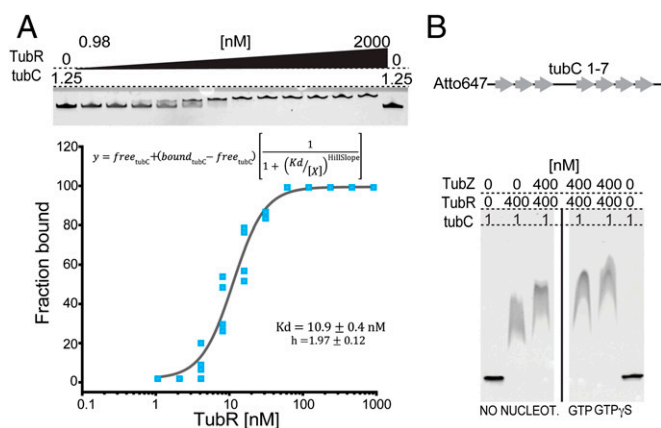 A
0.98 [nM] 2000
TubR 0 0
tubC 1.25 1.25
y = free_tubC+(bound_tubC− free_tubC) [1 / 1 + (Kd/[X])^HillSlope]
120
100
80
60
40
20
0
Fraction bound
Kd = 10.9 ± 0.4 nM
h = 1.97 ± 0.12
0.1 1 10 100 1000
TubR [nM]
B
tubC 1-7
Atto647
[nM]
TubZ 0 0 400 400 400 0
TubR 0 400 400 400 400 0
tubC 1 1 1 1 1 1
NO NUCLEOT. GTP GTPγS